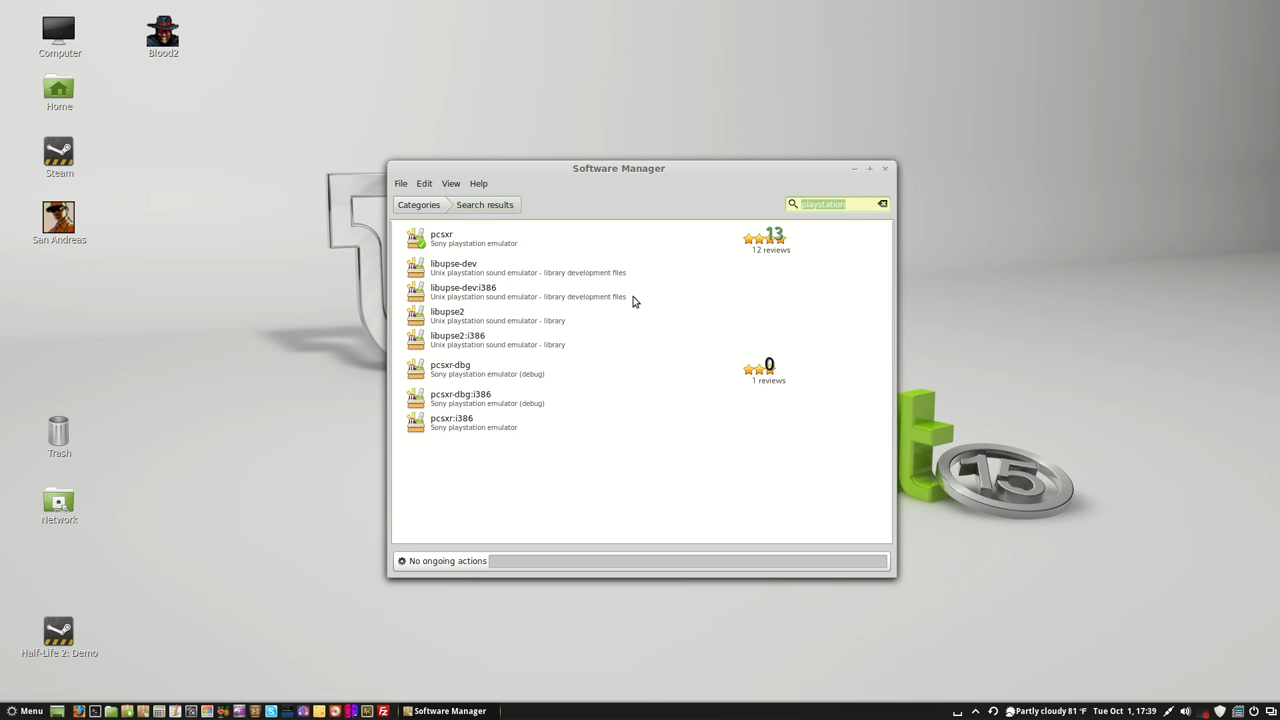 Computer
Blood2
Home
Steam
San Andreas
Trash
Network
Half-Life 2: Demo
Software Manager
File Edit View Help
Categories Search results playstation
pcsxr
Sony playstation emulator
13
12 reviews
libupse-dev
Unix playstation sound emulator - library development files
libupse-dev:i386
Unix playstation sound emulator - library development files
libupse2
Unix playstation sound emulator - library
libupse2:i386
Unix playstation sound emulator - library
pcsxr-dbg
Sony playstation emulator (debug)
0
1 reviews
pcsxr-dbg:i386
Sony playstation emulator (debug)
pcsxr:i386
Sony playstation emulator
No ongoing actions
t
15
Menu Software Manager Partly cloudy 81 °F Tue Oct 1, 17:39